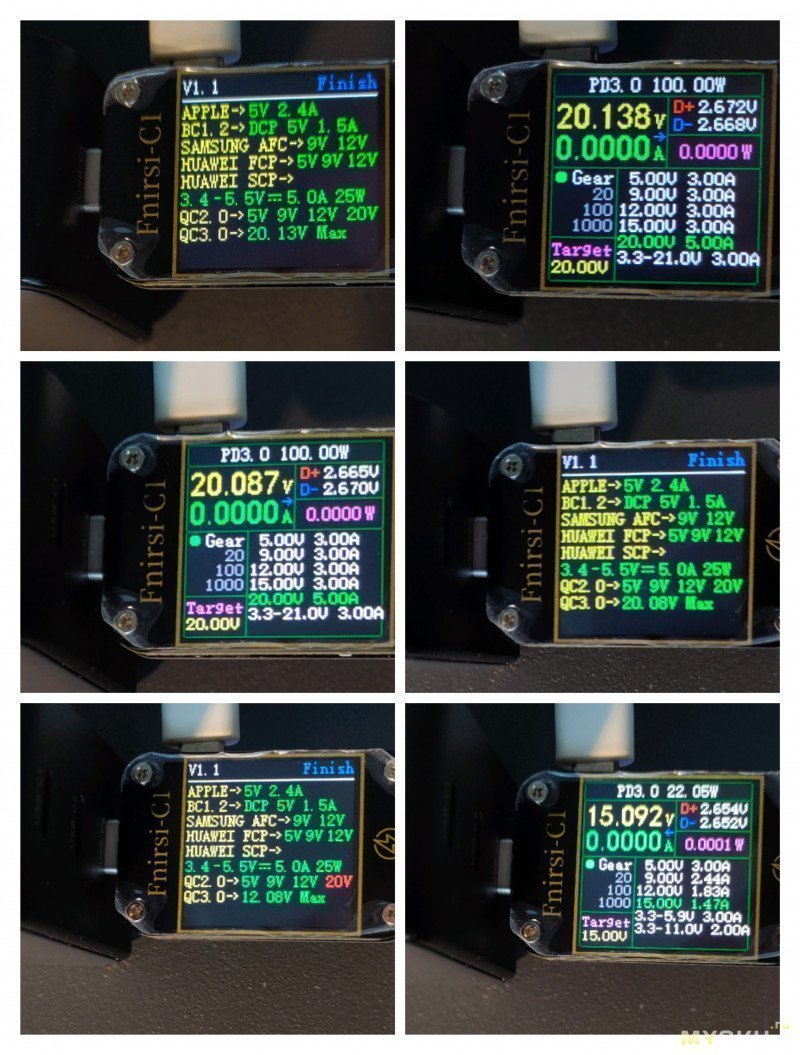 Fnirsi-C1
V1.1 Finish
APPLE->5V 2.4A
BC1.2->DCP 5V 1.5A
SAMSUNG AFC->9V 12V
HUAWEI FCP->5V 9V 12V
HUAWEI SCP->
3.4-5.5V= 5.0A 25W
QC2.0->5V 9V 12V 20V
QC3.0->20.13V Max
Fnirsi-C1
PD3.0 100.00W
20.138V D+ 2.672V
D- 2.668V
0.0000A 0.0000W
Gear 5.00V 3.00A
20 9.00V 3.00A
100 12.00V 3.00A
1000 15.00V 3.00A
20.00V 5.00A
Target 3.3-21.0V 3.00A
20.00V
Fnirsi-C1
PD3.0 100.00W
20.087V D+ 2.665V
D- 2.670V
0.0000A 0.0000W
Gear 5.00V 3.00A
20 9.00V 3.00A
100 12.00V 3.00A
1000 15.00V 3.00A
20.00V 5.00A
Target 3.3-21.0V 3.00A
20.00V
Fnirsi-C1
V1.1 Finish
APPLE->5V 2.4A
BC1.2->DCP 5V 1.5A
SAMSUNG AFC->9V 12V
HUAWEI FCP->5V 9V 12V
HUAWEI SCP->
3.4-5.5V= 5.0A 25W
QC2.0->5V 9V 12V 20V
QC3.0->20.08V Max
Fnirsi-C1
V1.1 Finish
APPLE->5V 2.4A
BC1.2->DCP 5V 1.5A
SAMSUNG AFC->9V 12V
HUAWEI FCP->5V 9V 12V
HUAWEI SCP->
3.4-5.5V= 5.0A 25W
QC2.0->5V 9V 12V 20V
QC3.0->12.08V Max
Fnirsi-C1
PD3.0 22.05W
15.092V D+ 2.654V
D- 2.652V
0.0000A 0.0001W
Gear 5.00V 3.00A
20 9.00V 2.44A
100 12.00V 1.83A
1000 15.00V 1.47A
3.3-5.9V 3.00A
Target 3.3-11.0V 2.00A
15.00V
MYSKU.ru